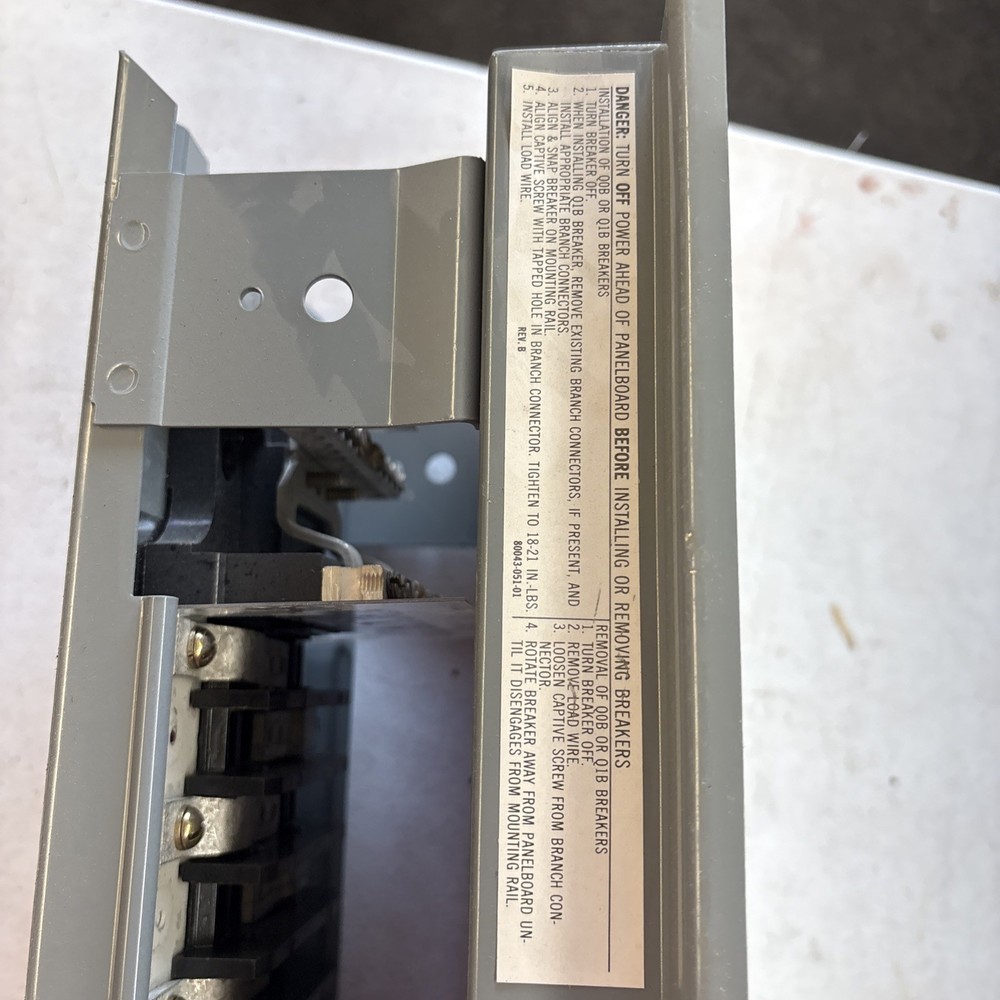 DANGER: TURN OFF POWER AHEAD OF PANELBOARD BEFORE INSTALLING OR REMOVING BREAKERS
INSTALLATION OF QOB OR Q1B BREAKERS
1. TURN BREAKER OFF.
2. WHEN INSTALLING Q1B BREAKER, REMOVE EXISTING BRANCH CONNECTORS, IF PRESENT, AND
INSTALL APPROPRIATE BRANCH CONNECTORS.
3. ALIGN & SNAP BREAKER ON MOUNTING RAIL.
4. ALIGN CAPTIVE SCREW WITH TAPPED HOLE IN BRANCH CONNECTOR. TIGHTEN TO 18-21 IN.-LBS.
5. INSTALL LOAD WIRE.
REV. B
80043-051-01
REMOVAL OF QOB OR Q1B BREAKERS
1. TURN BREAKER OFF.
2. REMOVE LOAD WIRE.
3. LOOSEN CAPTIVE SCREW FROM BRANCH CON-
NECTOR.
4. ROTATE BREAKER AWAY FROM PANELBOARD UN-
TIL IT DISENGAGES FROM MOUNTING RAIL.